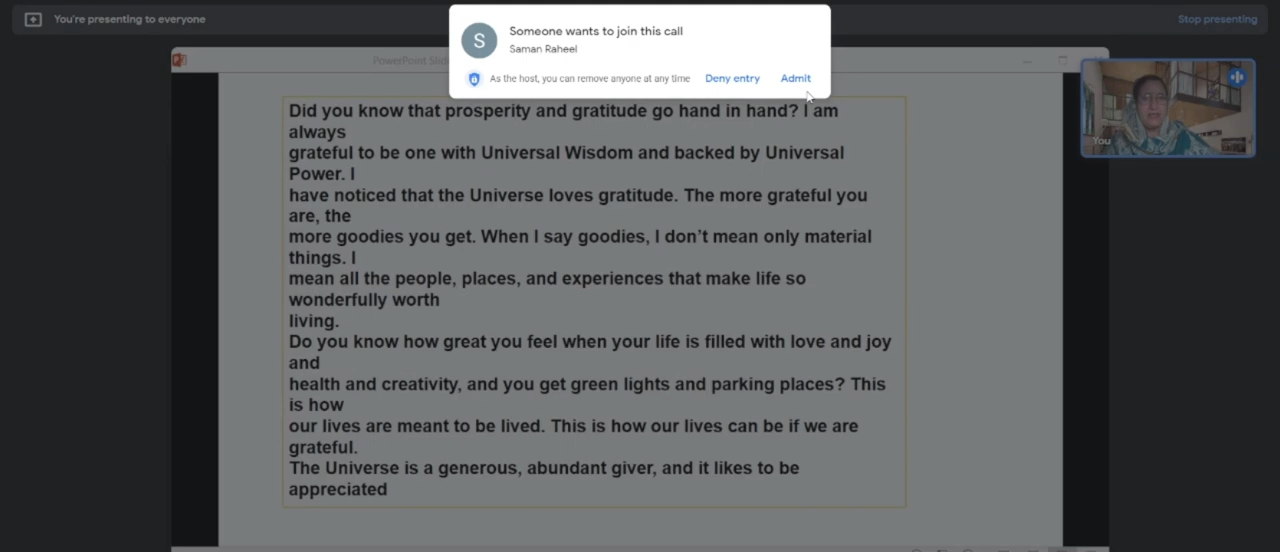 You're presenting to everyone
Stop presenting
S
Someone wants to join this call
Saman Raheel
As the host, you can remove anyone at any time
Deny entry
Admit
PowerPoint Slid
You
Did you know that prosperity and gratitude go hand in hand? I am
always
grateful to be one with Universal Wisdom and backed by Universal
Power. I
have noticed that the Universe loves gratitude. The more grateful you
are, the
more goodies you get. When I say goodies, I don’t mean only material
things. I
mean all the people, places, and experiences that make life so
wonderfully worth
living.
Do you know how great you feel when your life is filled with love and joy
and
health and creativity, and you get green lights and parking places? This
is how
our lives are meant to be lived. This is how our lives can be if we are
grateful.
The Universe is a generous, abundant giver, and it likes to be
appreciated